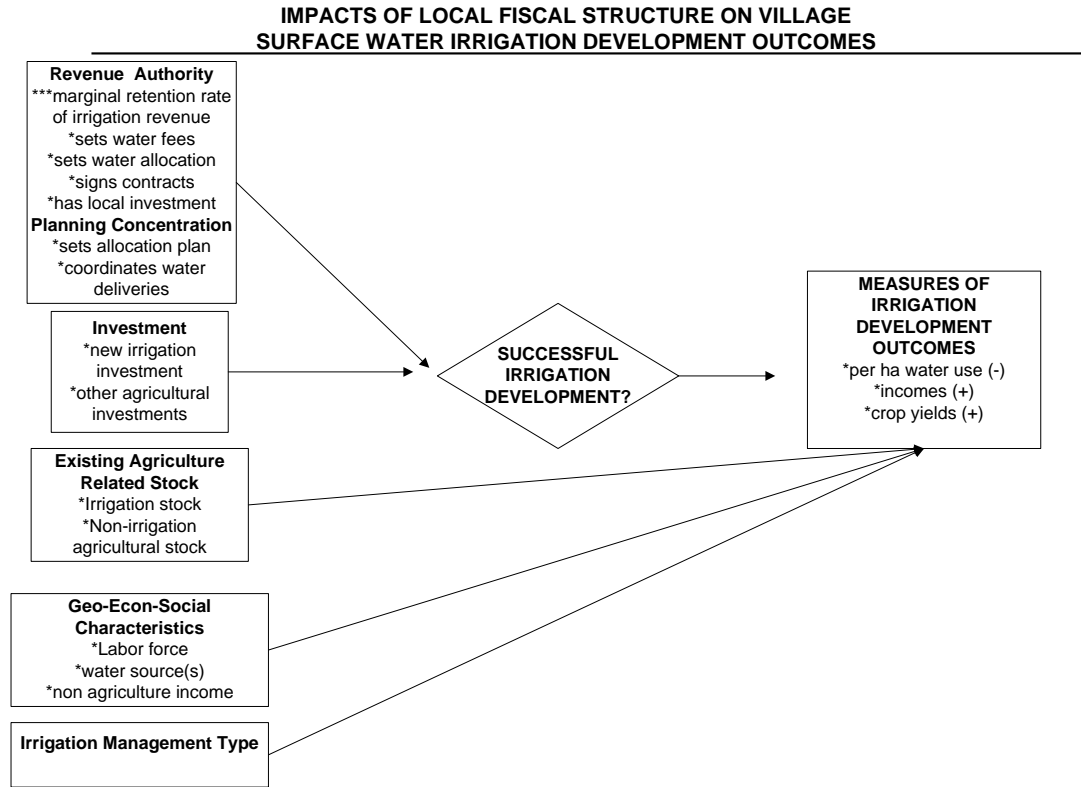 IMPACTS OF LOCAL FISCAL STRUCTURE ON VILLAGE
SURFACE WATER IRRIGATION DEVELOPMENT OUTCOMES
Revenue Authority
***marginal retention rate
of irrigation revenue
*sets water fees
*sets water allocation
*signs contracts
*has local investment
Planning Concentration
*sets allocation plan
*coordinates water
deliveries
Investment
*new irrigation
investment
*other agricultural
investments
Existing Agriculture
Related Stock
*Irrigation stock
*Non-irrigation
agricultural stock
Geo-Econ-Social
Characteristics
*Labor force
*water source(s)
*non agriculture income
Irrigation Management Type
SUCCESSFUL
IRRIGATION
DEVELOPMENT?
MEASURES OF
IRRIGATION
DEVELOPMENT
OUTCOMES
*per ha water use (-)
*incomes (+)
*crop yields (+)